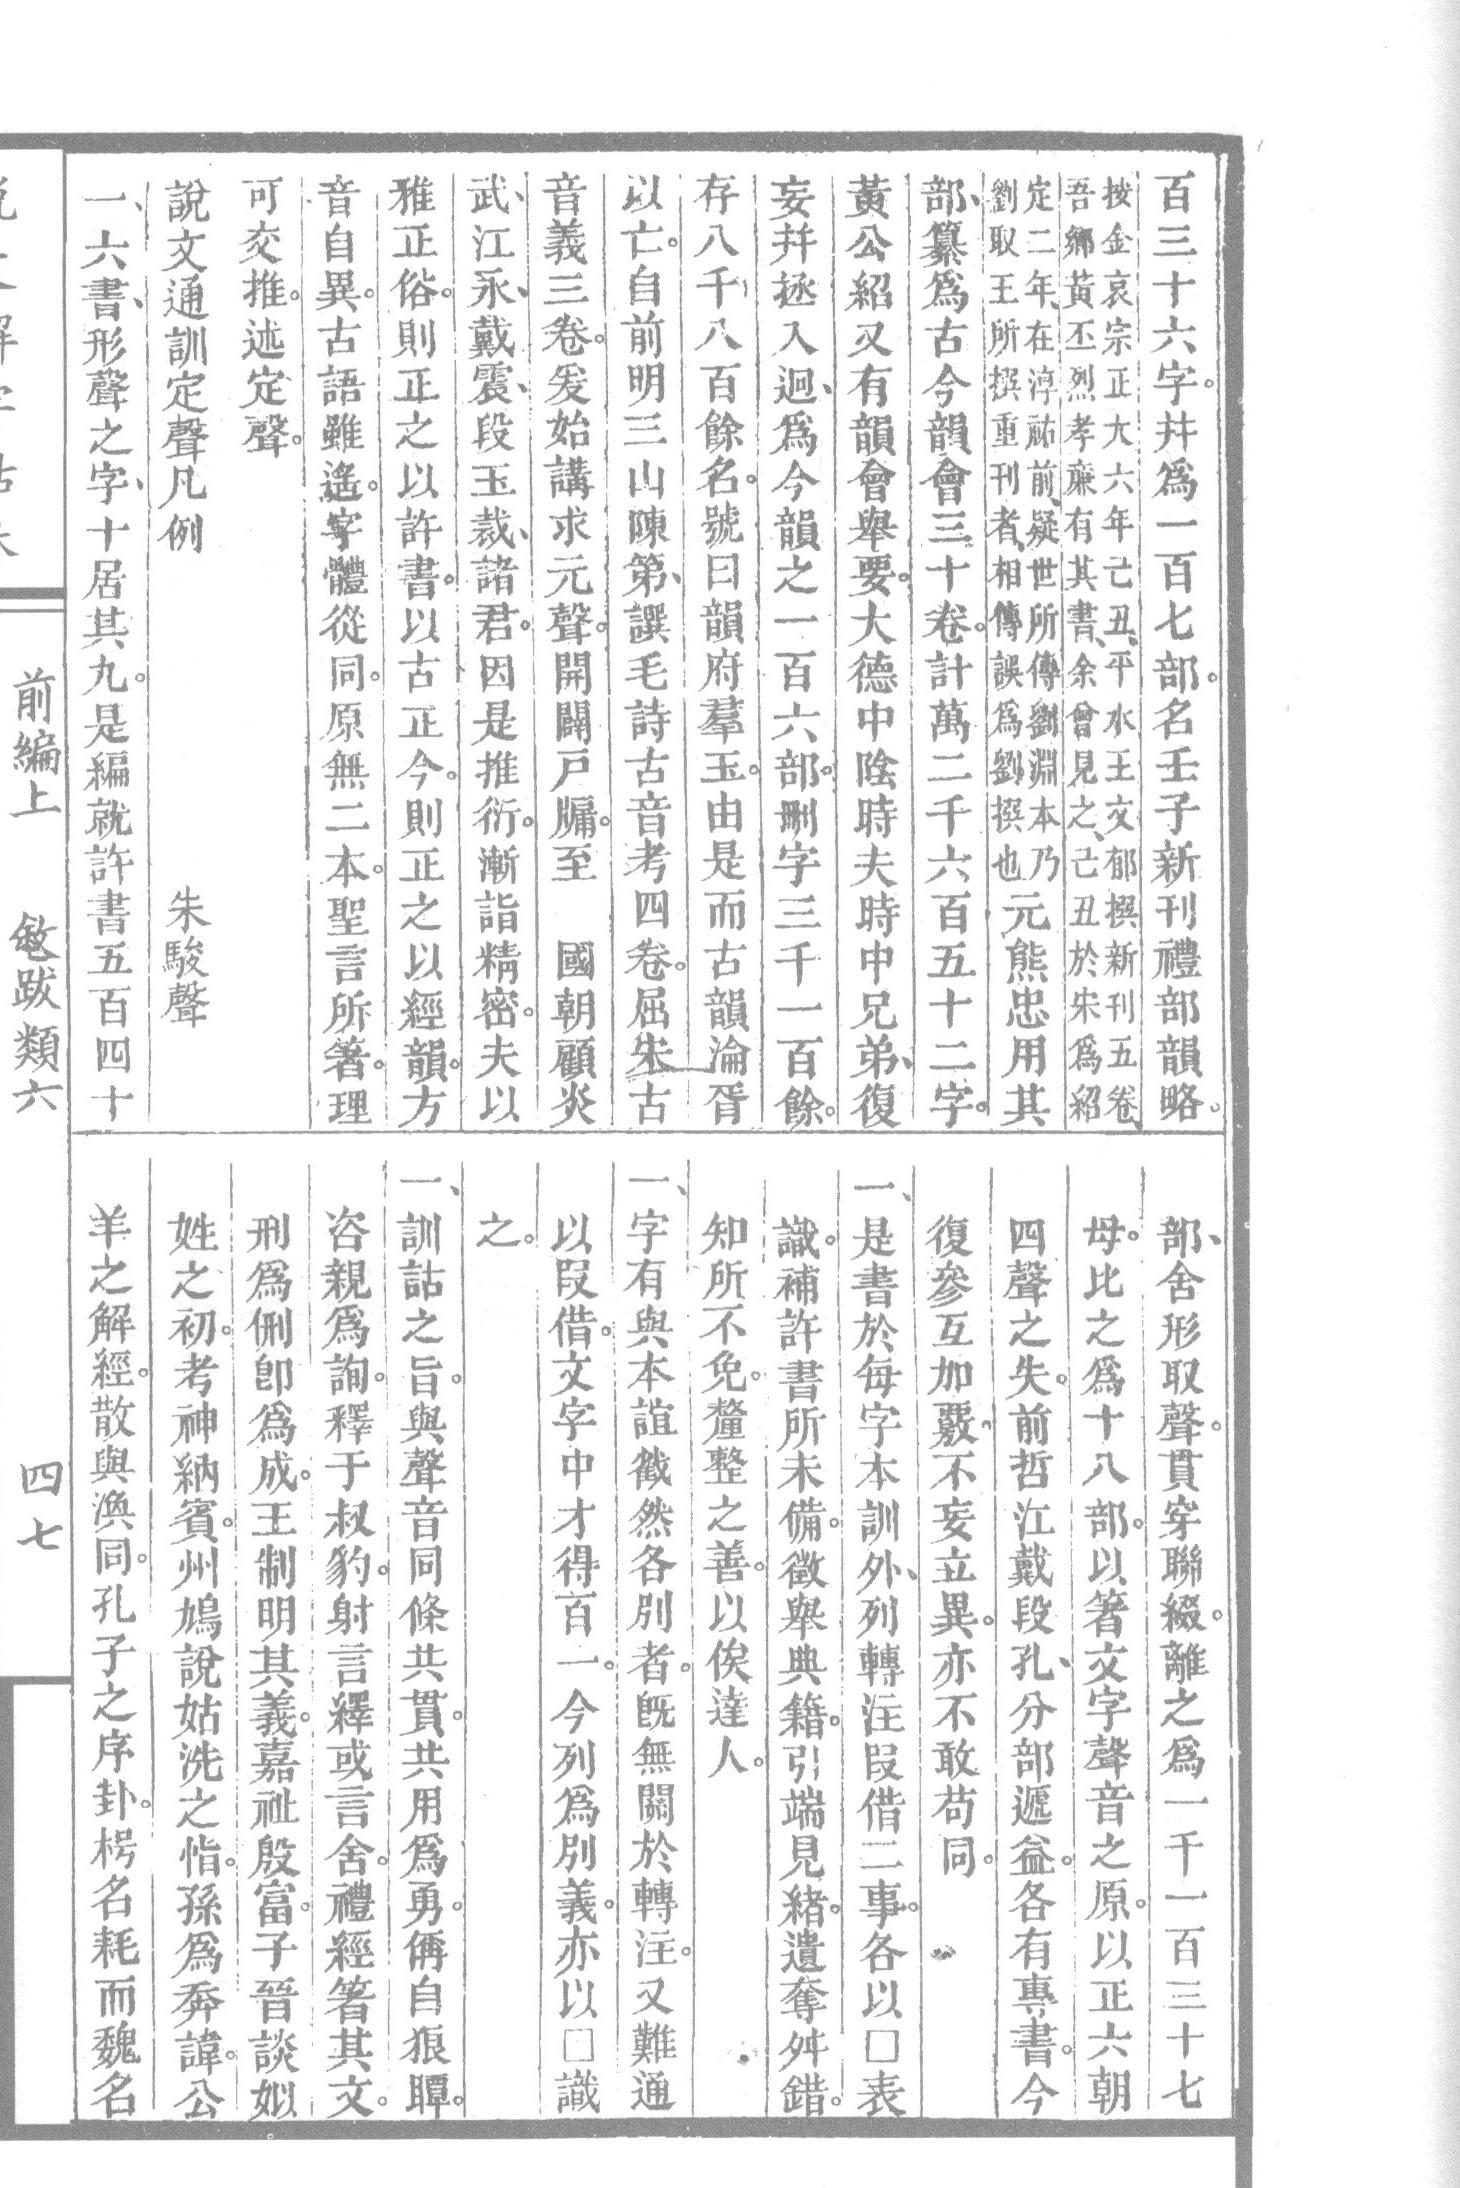 百三十六字。幷爲一百七部。名壬子新刊禮部韻略。
按金哀宗正大六年己丑、平水王文郁撰新刊五卷、
吾鄉黃丕烈孝廉有其書、余曾見之、己丑於朱爲紹
定二年、在淳祐前、疑世所傳劉淵本乃
劉取王所撰重刊者、相傳誤爲劉撰也
元熊忠用其
部、纂爲古今韻會三十卷。計萬二千六百五十二字。
黃公紹又有韻會舉要。大德中陰時夫時中兄弟、復
妄幷拯入迥、爲今韻之一百六部。刪字三千一百餘。
存八千八百餘名。號曰韻府羣玉。由是而古韻淪胥
以亡。自前明三山陳第、譔毛詩古音考四卷。屈宋古
音義三卷。爰始講求元聲。開闢戶牖。至　國朝顧炎
武、江永、戴震、段玉裁、諸君。因是推衍。漸詣精密。夫以
雅正俗。則正之以許書。以古正今。則正之以經韻。方
音自異。古語雖遙。字體從同。原無二本。聖言所箸。理
可交推。述定聲。
說文通訓定聲凡例　朱駿聲
一、六書、形聲之字、十居其九。是編就許書五百四十
部、舍形取聲。貫穿聯綴。離之爲一千一百三十七
母。比之爲十八部。以箸文字聲音之原。以正六朝
四聲之失。前哲江戴段孔、分部遞益。各有專書。今
復參互加覈。不妄立異。亦不敢苟同。
一、是書於每字本訓外、列轉注叚借二事。各以□表
識。補許書所未備。徵舉典籍。引端見緒。遺奪舛錯。
知所不免。釐整之善。以俟達人。
一、字有與本誼截然各別者。旣無關於轉注。又難通
以叚借。文字中才得百一。今列爲別義。亦以□識
之。
一、訓詁之旨。與聲音同條共貫。共用爲勇。偁自狼瞫。
咨親爲詢。釋于叔豹。射言繹或言舍。禮經箸其文。
刑爲侀卽爲成。王制明其義。嘉祉殷富。子晉談姒
姓之初。考神納賓。州鳩說姑洗之恉。孫爲奔諱。公
羊之解經。散與渙同。孔子之序卦。枵名耗而魏名
前編上　敘跋類六　四七